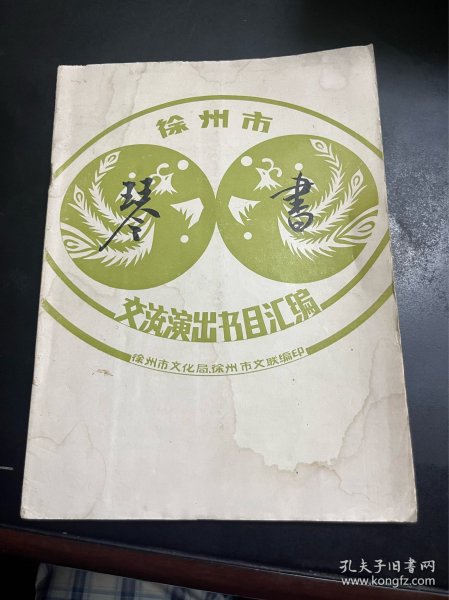 徐州市
琴書
交流演出书目汇编
徐州市文化局、徐州市文联编印
孔夫子旧书网
www.kongfz.com